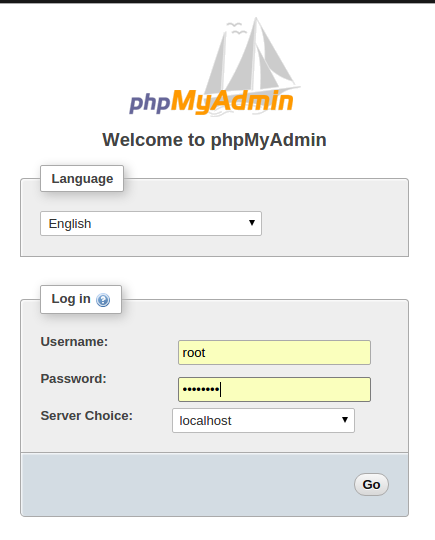 phpMyAdmin
Welcome to phpMyAdmin
Language
English
Log in ?
Username:
root
Password:
••••••••
Server Choice:
localhost
Go